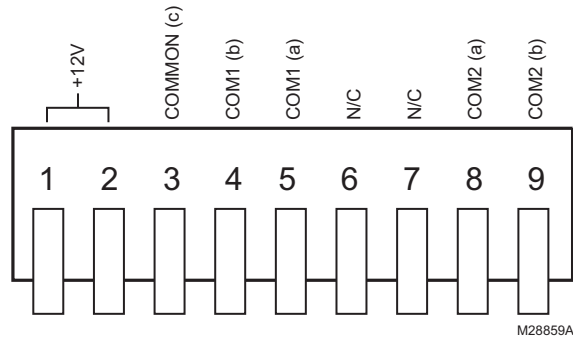 +12V
COMMON (c)
COM1 (b)
COM1 (a)
N/C
N/C
COM2 (a)
COM2 (b)
1 2 3 4 5 6 7 8 9
M28859A